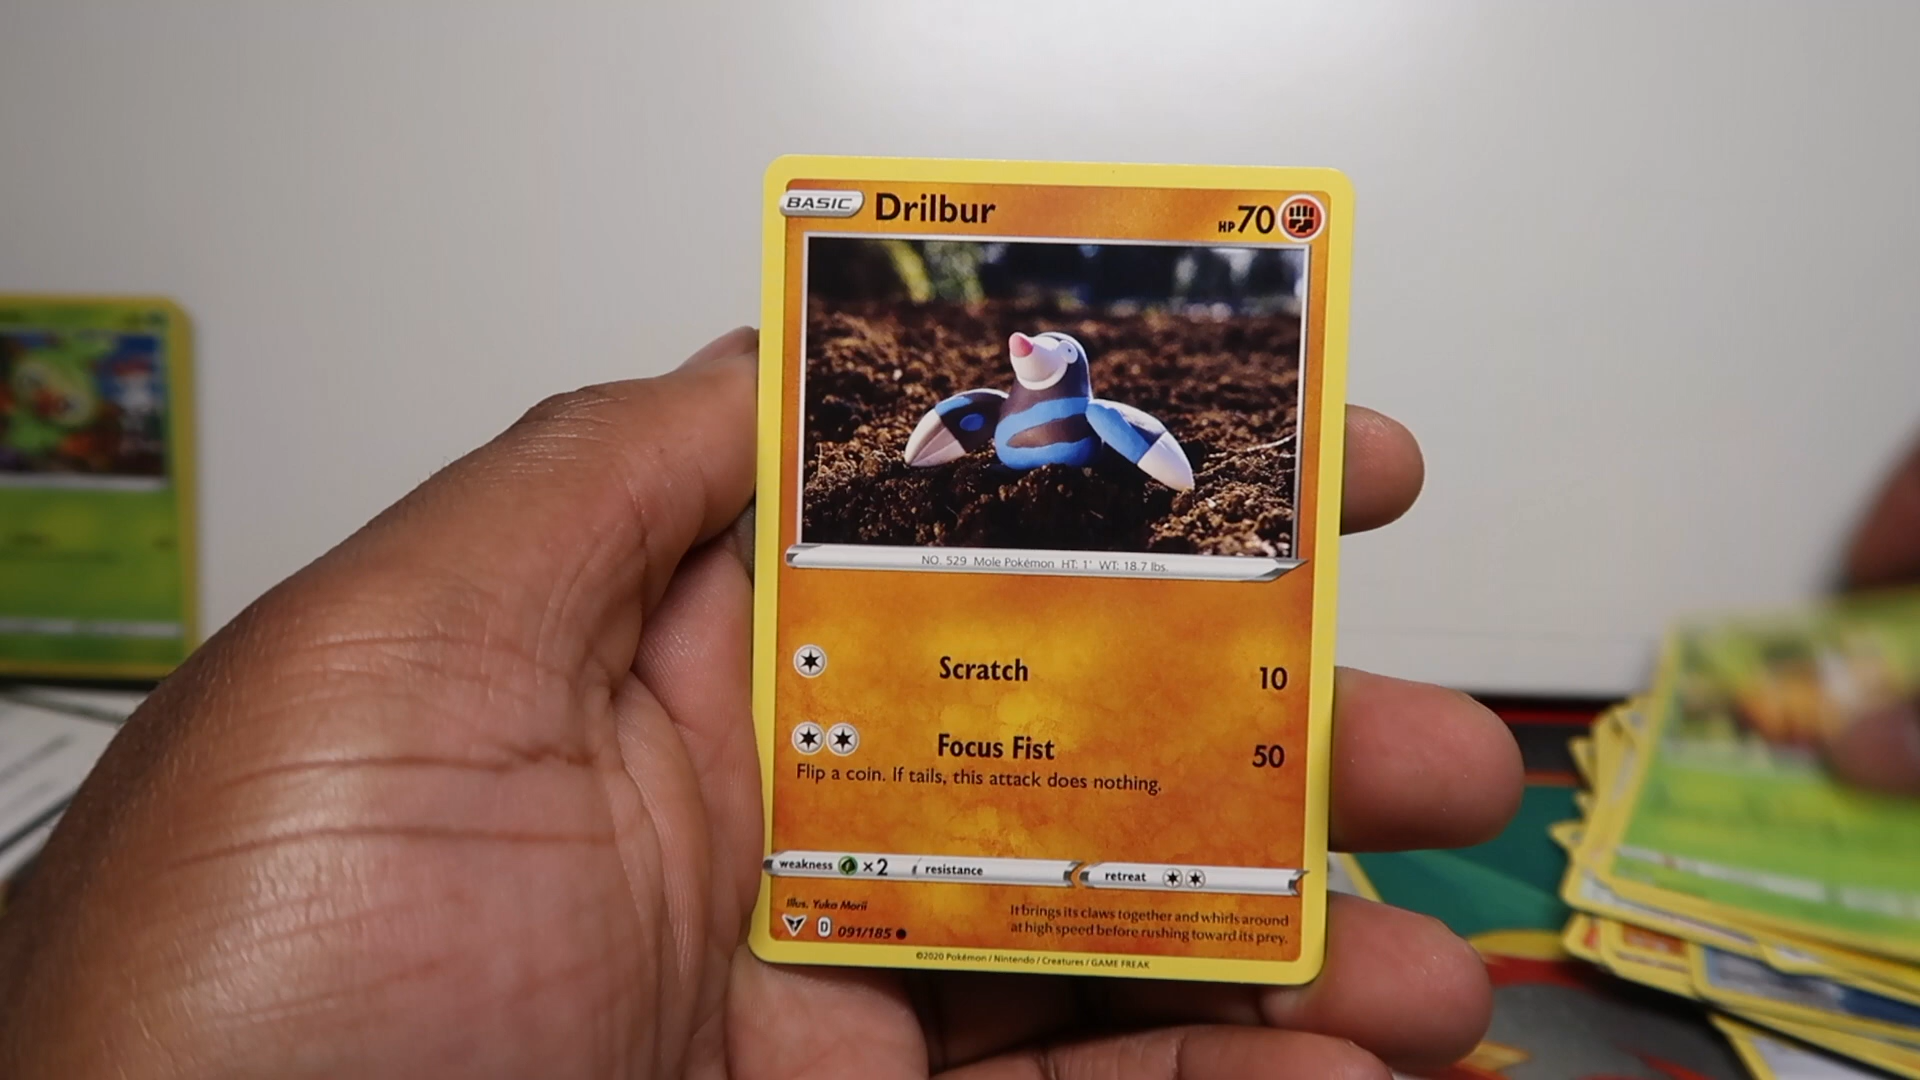 BASIC Drilbur HP 70
NO. 529 Mole Pokémon HT: 1' WT: 18.7 lbs.
Scratch 10
Focus Fist 50
Flip a coin. If tails, this attack does nothing.
weakness ×2 resistance retreat
Illus. Yuka Morii
D 091/185
It brings its claws together and whirls around
at high speed before rushing toward its prey.
©2020 Pokémon / Nintendo / Creatures / GAME FREAK